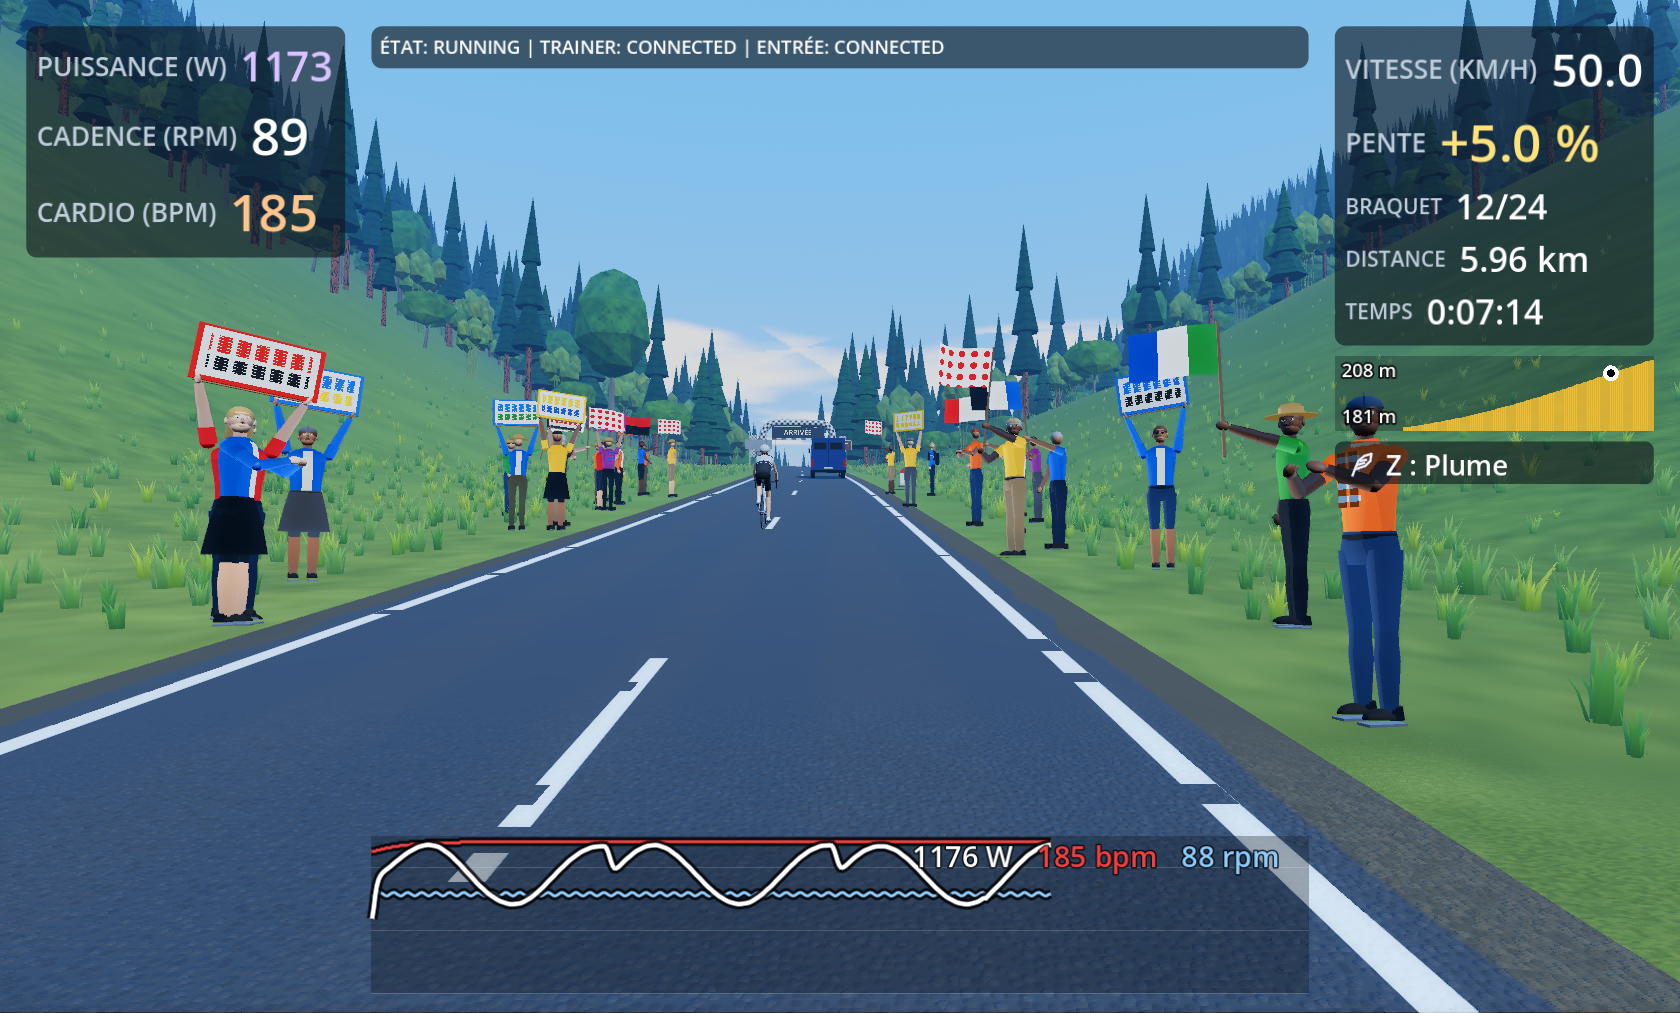 PUISSANCE (W) 1173
CADENCE (RPM) 89
CARDIO (BPM) 185
ÉTAT: RUNNING | TRAINER: CONNECTED | ENTRÉE: CONNECTED
VITESSE (KM/H) 50.0
PENTE +5.0 %
BRAQUET 12/24
DISTANCE 5.96 km
TEMPS 0:07:14
208 m
181 m
Z : Plume
ARRIVÉE
1176 W 185 bpm 88 rpm